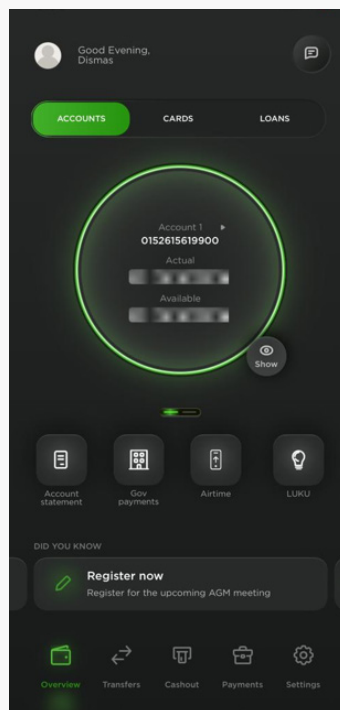 Good Evening,
Dismas
ACCOUNTS
CARDS
LOANS
Account 1
0152615619900
Actual
Available
Show
Account
statement
Gov
payments
Airtime
LUKU
DID YOU KNOW
Register now
Register for the upcoming AGM meeting
Overview
Transfers
Cashout
Payments
Settings